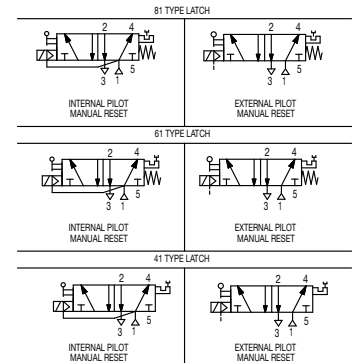 81 TYPE LATCH
2 4
3 1 5
INTERNAL PILOT
MANUAL RESET
2 4
3 1 5
EXTERNAL PILOT
MANUAL RESET
61 TYPE LATCH
2 4
3 1 5
INTERNAL PILOT
MANUAL RESET
2 4
3 1 5
EXTERNAL PILOT
MANUAL RESET
41 TYPE LATCH
2 4
3 1 5
INTERNAL PILOT
MANUAL RESET
2 4
3 1 5
EXTERNAL PILOT
MANUAL RESET